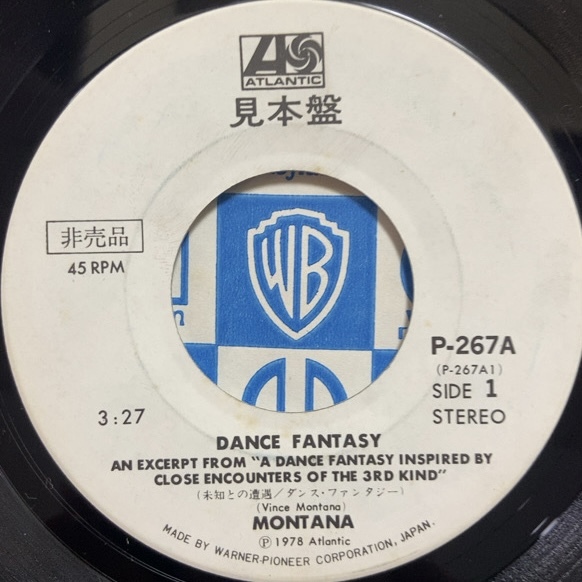 ATLANTIC
見本盤
非売品
45 RPM
WB
P-267A
(P-267A1)
SIDE 1
STEREO
3:27
DANCE FANTASY
AN EXCERPT FROM "A DANCE FANTASY INSPIRED BY
CLOSE ENCOUNTERS OF THE 3RD KIND"
(未知との遭遇/ダンス・ファンタジー)
(Vince Montana)
MONTANA
Ⓟ 1978 Atlantic
MADE BY WARNER-PIONEER CORPORATION, JAPAN.